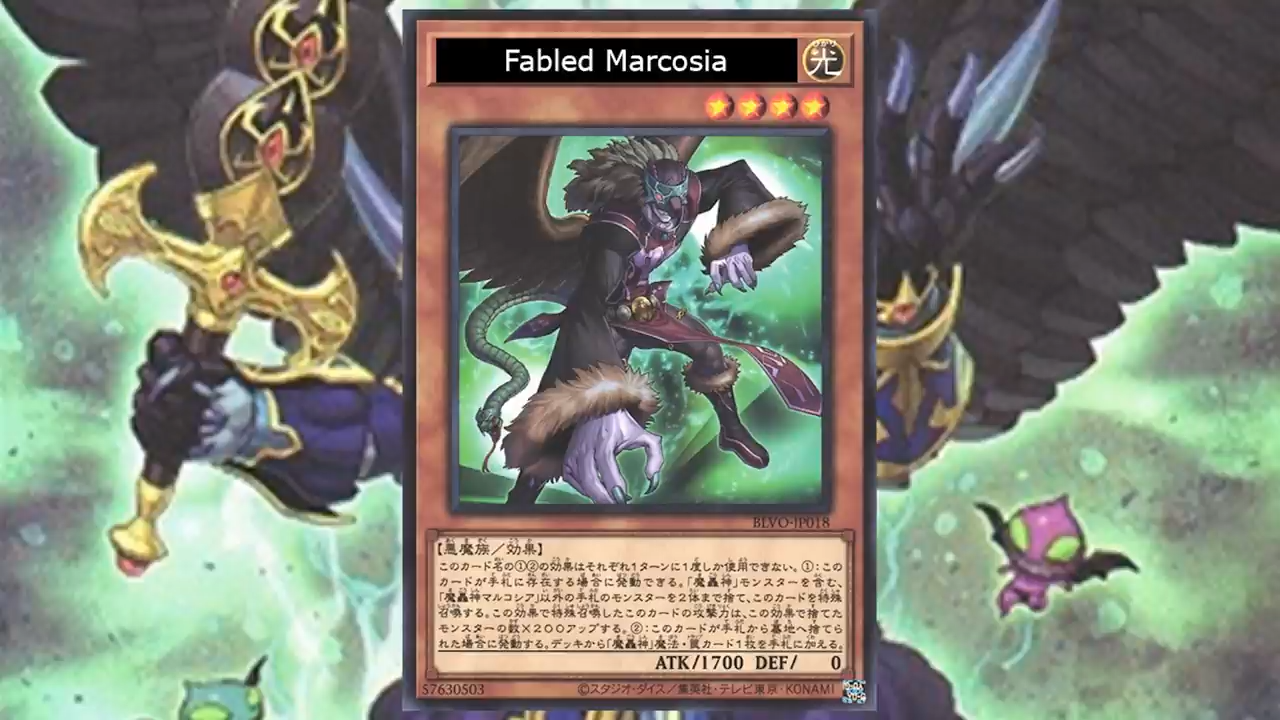 Fabled Marcosia
光
BLVO-JP018
【悪魔族／効果】
このカード名の①②の効果はそれぞれ1ターンに1度しか使用できない。①：この
カードが手札に存在する場合に発動できる。「魔轟神」モンスターを含む、
「魔轟神マルコシア」以外の手札のモンスターを2体まで捨て、このカードを特殊
召喚する。この効果で特殊召喚したこのカードの攻撃力は、この効果で捨てた
モンスターの数×200アップする。②：このカードが手札から墓地へ捨てら
れた場合に発動する。デッキから「魔轟神」魔法・罠カード1枚を手札に加える。
ATK/1700 DEF/ 0
57630503
©スタジオ・ダイス／集英社・テレビ東京・KONAMI